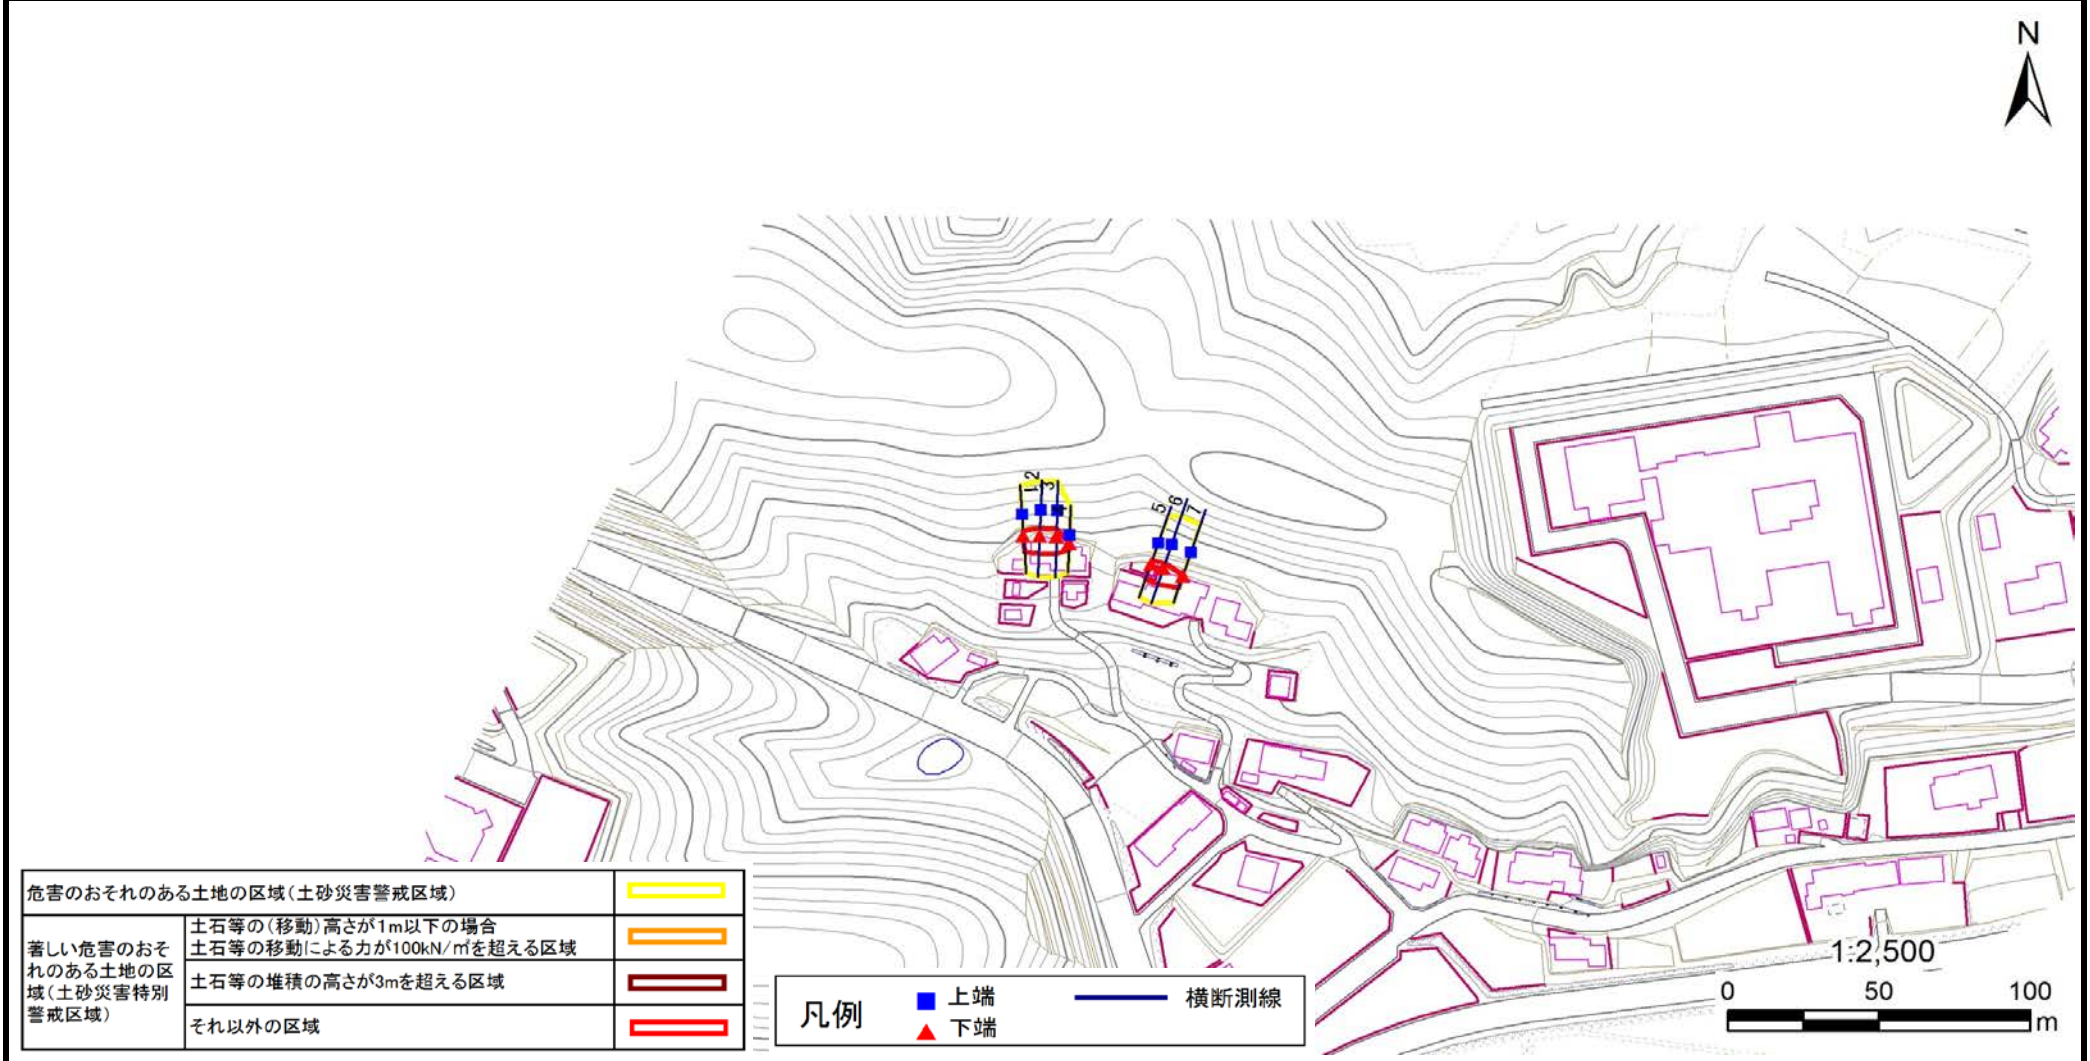 N
1
2
3
4
5
6
7
危害のおそれのある土地の区域(土砂災害警戒区域)
著しい危害のおそ
れのある土地の区
域(土砂災害特別
警戒区域)
土石等の(移動)高さが1m以下の場合
土石等の移動による力が100kN/㎡を超える区域
土石等の堆積の高さが3mを超える区域
それ以外の区域
凡例
上端
下端
横断測線
1:2,500
0 50 100
m